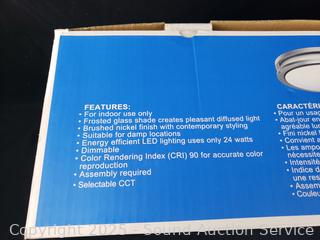 FEATURES:
• For indoor use only
• Frosted glass shade creates pleasant diffused light
• Brushed nickel finish with contemporary styling
• Suitable for damp locations
• Energy efficient LED lighting uses only 24 watts
• Dimmable
• Color Rendering Index (CRI) 90 for accurate color
reproduction
• Assembly required
• Selectable CCT
CARACTÉRI
• Pour un usag
• Abat-jour en
agréable lu
• Fini nickel
• Convient a
• Les ampo
nécessite
• Intensité
• Indice d
des
• Assem
• Couleu
Copyright 2025 - Sound Auction Service